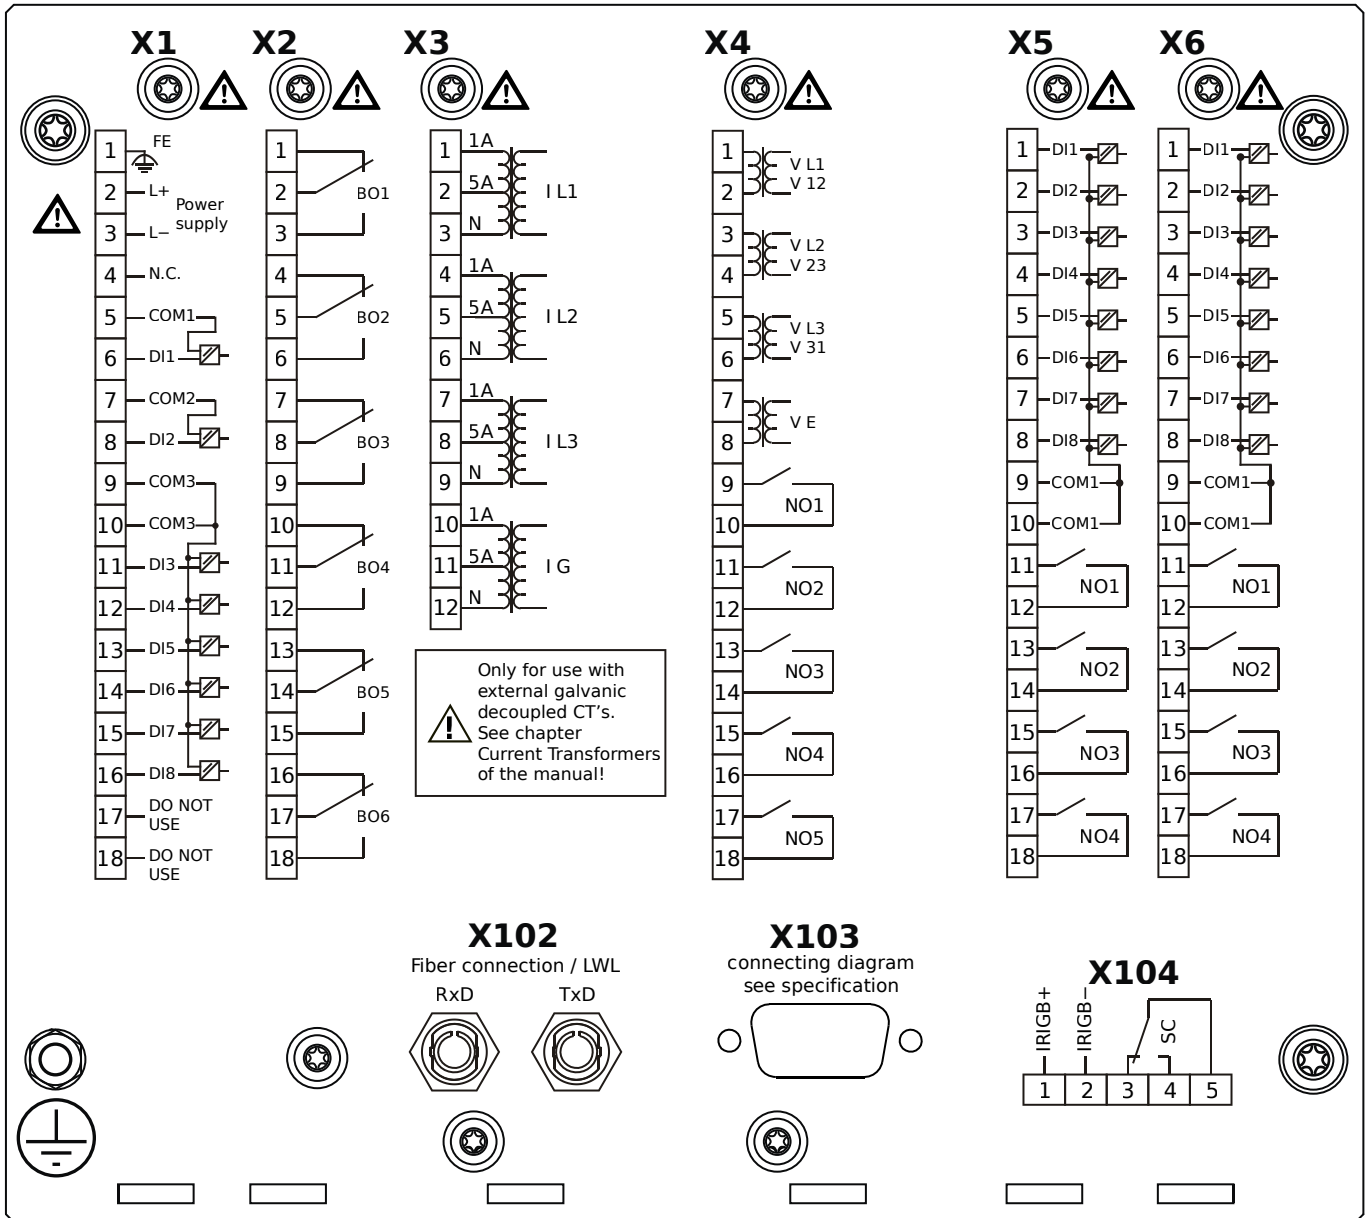 X1 X2 X3 X4 X5 X6
1 FE
2 L+
Power
supply
3 L−
4 N.C.
5 COM1
6 DI1
7 COM2
8 DI2
9 COM3
10 COM3
11 DI3
12 DI4
13 DI5
14 DI6
15 DI7
16 DI8
17 DO NOT
USE
18 DO NOT
USE
1
2 BO1
3
4
5 BO2
6
7
8 BO3
9
10
11 BO4
12
13
14 BO5
15
16
17 BO6
18
1 1A
2 5A I L1
3 N
4 1A
5 5A I L2
6 N
7 1A
8 5A I L3
9 N
10 1A
11 5A I G
12 N
Only for use with
external galvanic
decoupled CT's.
See chapter
Current Transformers
of the manual!
1 V L1
2 V 12
3 V L2
4 V 23
5 V L3
6 V 31
7
V E
8
9
NO1
10
11
NO2
12
13
NO3
14
15
NO4
16
17
NO5
18
1 DI1
2 DI2
3 DI3
4 DI4
5 DI5
6 DI6
7 DI7
8 DI8
9 COM1
10 COM1
11
NO1
12
13
NO2
14
15
NO3
16
17
NO4
18
1 DI1
2 DI2
3 DI3
4 DI4
5 DI5
6 DI6
7 DI7
8 DI8
9 COM1
10 COM1
11
NO1
12
13
NO2
14
15
NO3
16
17
NO4
18
X102
Fiber connection / LWL
RxD TxD
X103
connecting diagram
see specification
X104
IRIGB+
IRIGB−
SC
1 2 3 4 5